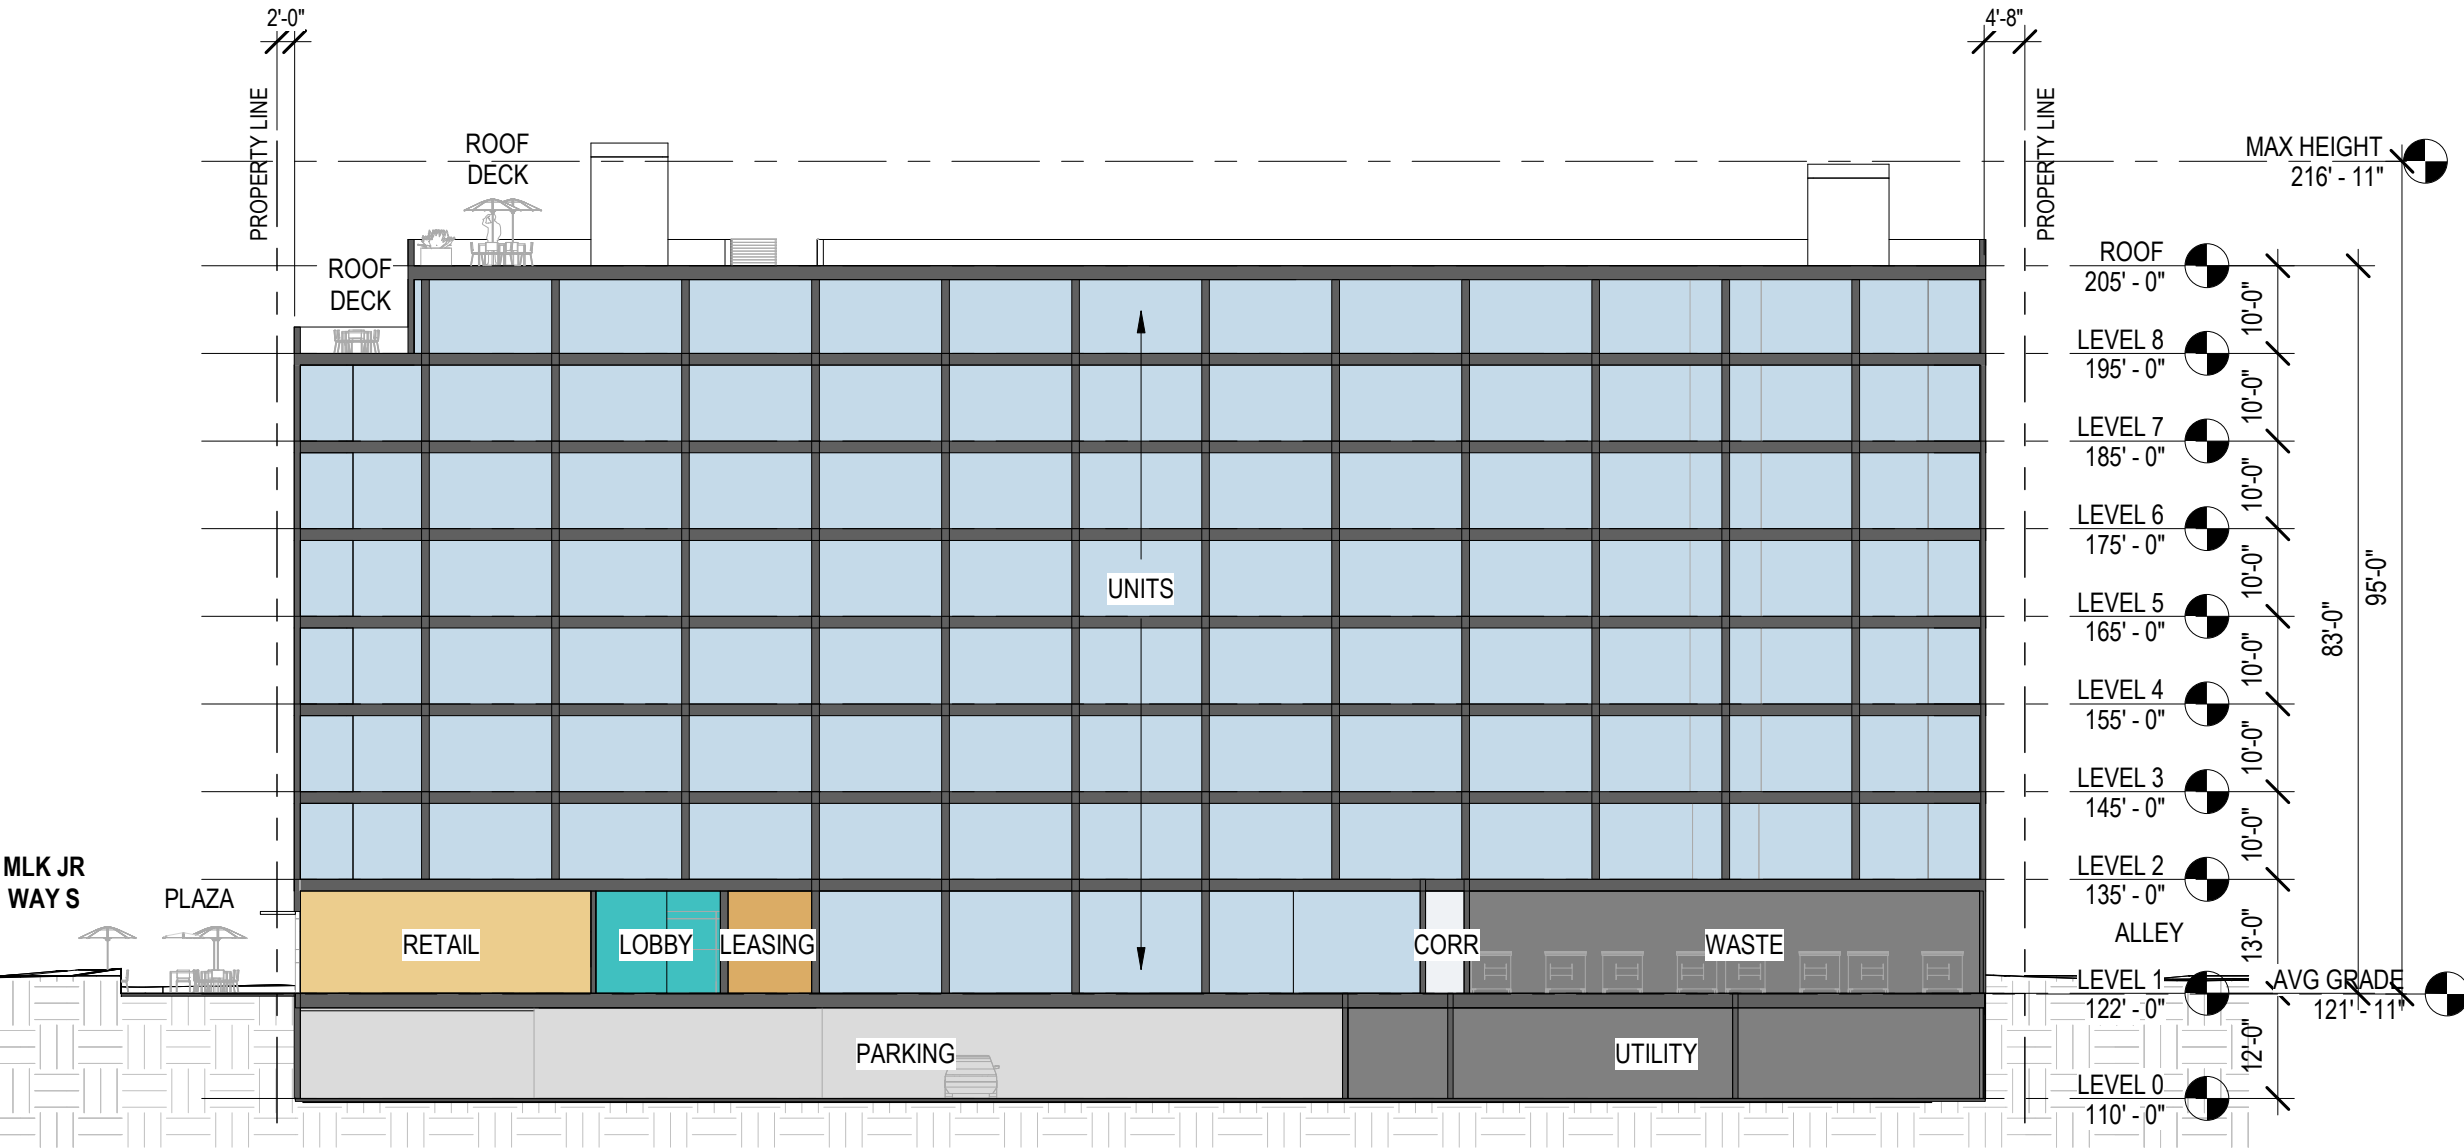 2'-0"
4'-8"
PROPERTY LINE
PROPERTY LINE
ROOF
DECK
MAX HEIGHT
216' - 11"
ROOF
DECK
ROOF
205' - 0"
10'-0"
LEVEL 8
195' - 0"
10'-0"
LEVEL 7
185' - 0"
10'-0"
LEVEL 6
175' - 0"
10'-0"
UNITS
LEVEL 5
165' - 0"
83'-0"
95'-0"
10'-0"
LEVEL 4
155' - 0"
10'-0"
LEVEL 3
145' - 0"
10'-0"
LEVEL 2
135' - 0"
MLK JR
WAY S
PLAZA
RETAIL
LOBBY
LEASING
CORR
WASTE
ALLEY
13'-0"
LEVEL 1
122' - 0"
AVG GRADE
121' - 11"
PARKING
UTILITY
12'-0"
LEVEL 0
110' - 0"